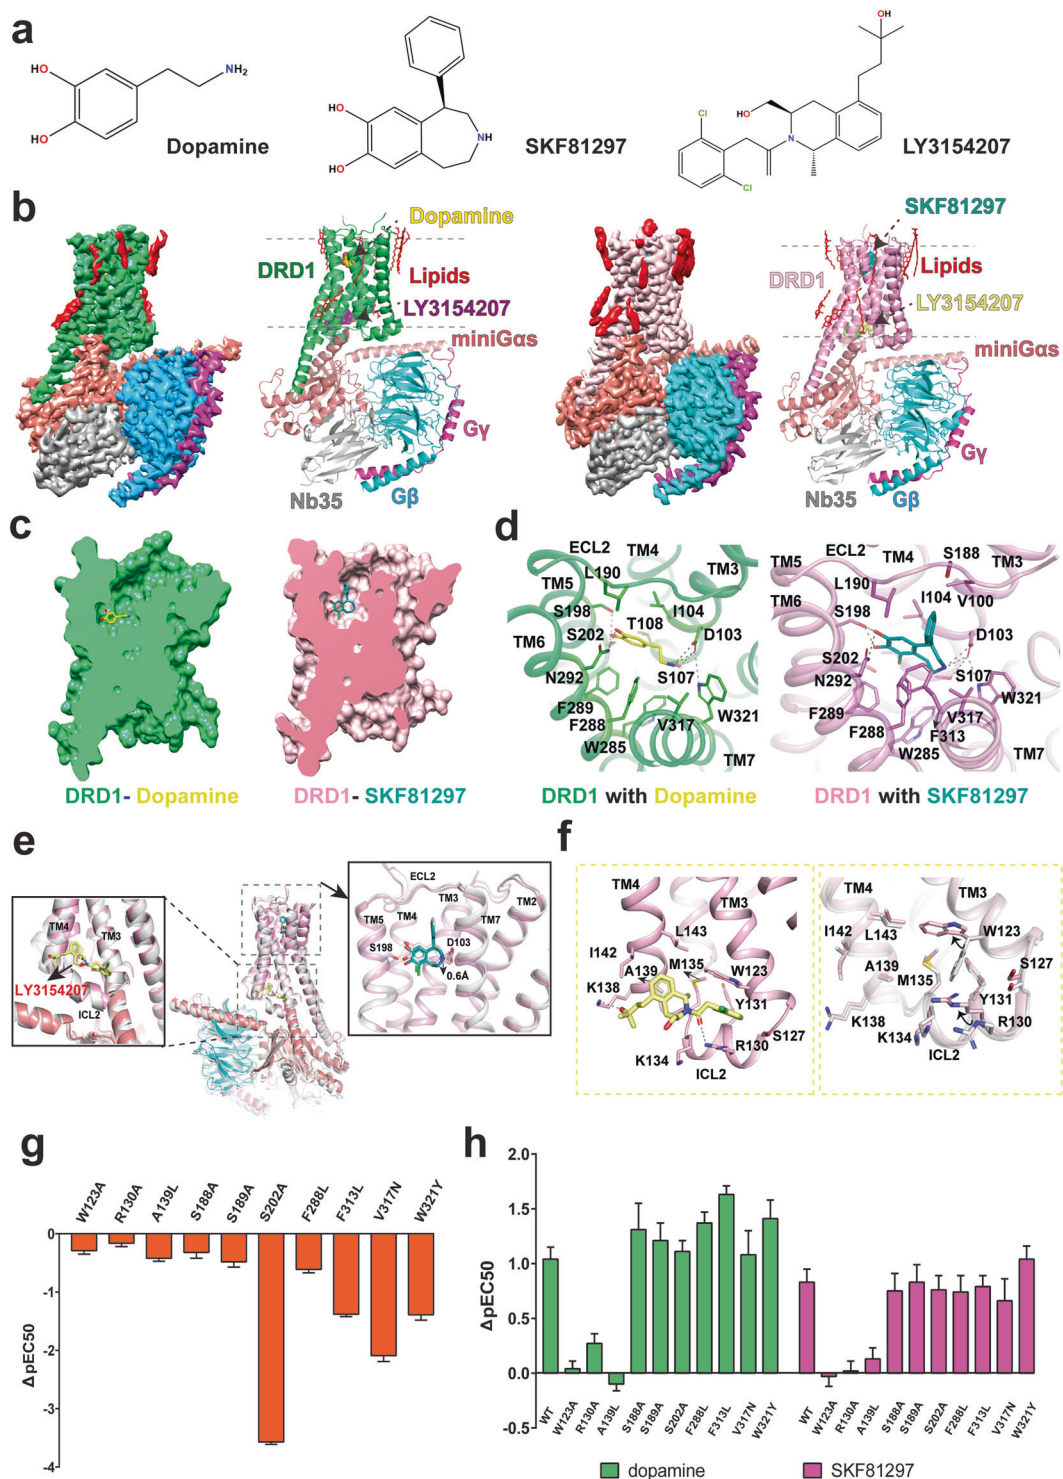 a
HO
HO
NH2
Dopamine
HO
HO
NH
SKF81297
OH
HO
Cl
N
Cl
LY3154207
b
Dopamine
DRD1
Lipids
LY3154207
miniGαs
Gγ
Nb35
Gβ
SKF81297
DRD1
Lipids
LY3154207
miniGαs
Gγ
Nb35
Gβ
c
DRD1- Dopamine
DRD1- SKF81297
d
ECL2
TM4
TM3
TM5
L190
I104
S198
T108
D103
TM6
S202
S107
N292
F289
F288
V317
W321
W285
TM7
DRD1 with Dopamine
ECL2
TM4
S188
TM3
TM5
L190
I104
V100
TM6
S198
D103
S202
S107
N292
W321
F289
V317
F288
F313
W285
TM7
DRD1 with SKF81297
e
TM4
TM3
LY3154207
ICL2
ECL2
TM3
TM2
TM5
TM4
TM7
S198
D103
0.6A
f
TM4
TM3
L143
I142
A139
M135
W123
K138
Y131
S127
R130
K134
ICL2
TM4
TM3
I142
L143
W123
A139
M135
S127
Y131
K138
R130
K134
ICL2
g
W123A
R130A
A139L
S188A
S189A
S202A
F288L
F313L
V317N
W321Y
0
-1
-2
-3
-4
ΔpEC50
h
2.0
1.5
1.0
0.5
0.0
-0.5
ΔpEC50
WT
W123A
R130A
A139L
S188A
S189A
S202A
F288L
F313L
V317N
W321Y
WT
W123A
R130A
A139L
S188A
S189A
S202A
F288L
F313L
V317N
W321Y
dopamine
SKF81297